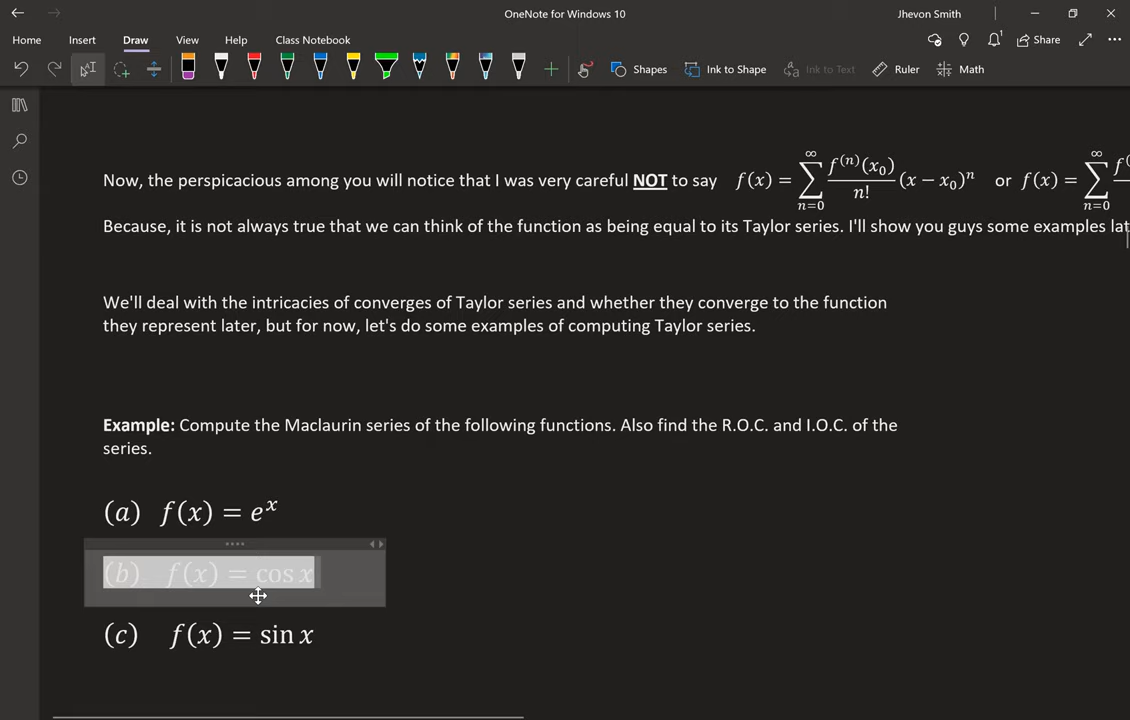 OneNote for Windows 10
Jhevon Smith
Home Insert Draw View Help Class Notebook
Share
Shapes Ink to Shape Ink to Text Ruler Math
Now, the perspicacious among you will notice that I was very careful NOT to say f(x) = ∑_{n=0}^{∞} f^{(n)}(x₀)/n! (x − x₀)ⁿ or f(x) = ∑_{n=0}^{∞}
Because, it is not always true that we can think of the function as being equal to its Taylor series. I'll show you guys some examples lat
We'll deal with the intricacies of converges of Taylor series and whether they converge to the function
they represent later, but for now, let's do some examples of computing Taylor series.
Example: Compute the Maclaurin series of the following functions. Also find the R.O.C. and I.O.C. of the
series.
(a) f(x) = eˣ
(b) f(x) = cos x
(c) f(x) = sin x